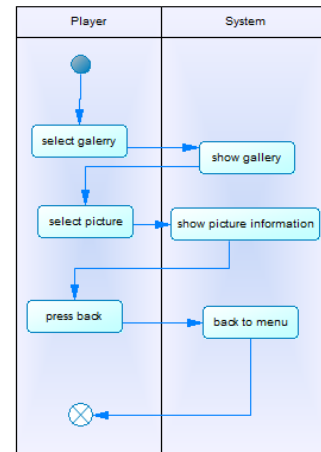 Player
System
select galerry
show gallery
select picture
show picture information
press back
back to menu